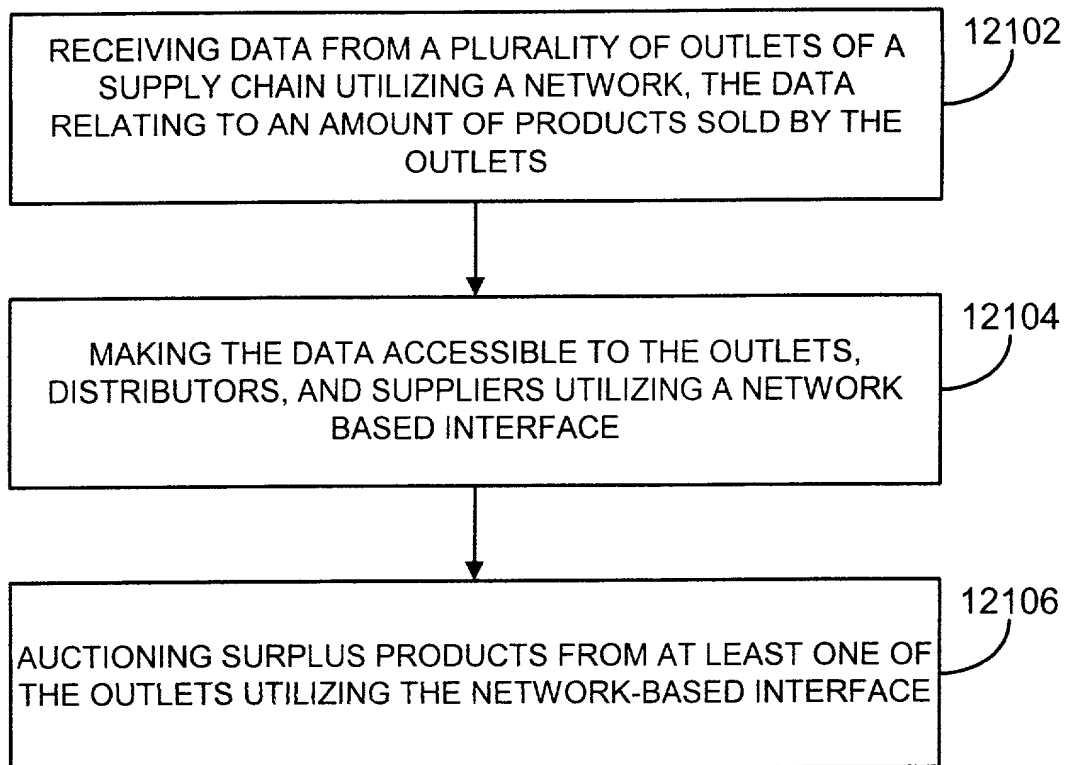 RECEIVING DATA FROM A PLURALITY OF OUTLETS OF A
SUPPLY CHAIN UTILIZING A NETWORK, THE DATA
RELATING TO AN AMOUNT OF PRODUCTS SOLD BY THE
OUTLETS
12102
MAKING THE DATA ACCESSIBLE TO THE OUTLETS,
DISTRIBUTORS, AND SUPPLIERS UTILIZING A NETWORK
BASED INTERFACE
12104
AUCTIONING SURPLUS PRODUCTS FROM AT LEAST ONE OF
THE OUTLETS UTILIZING THE NETWORK-BASED INTERFACE
12106